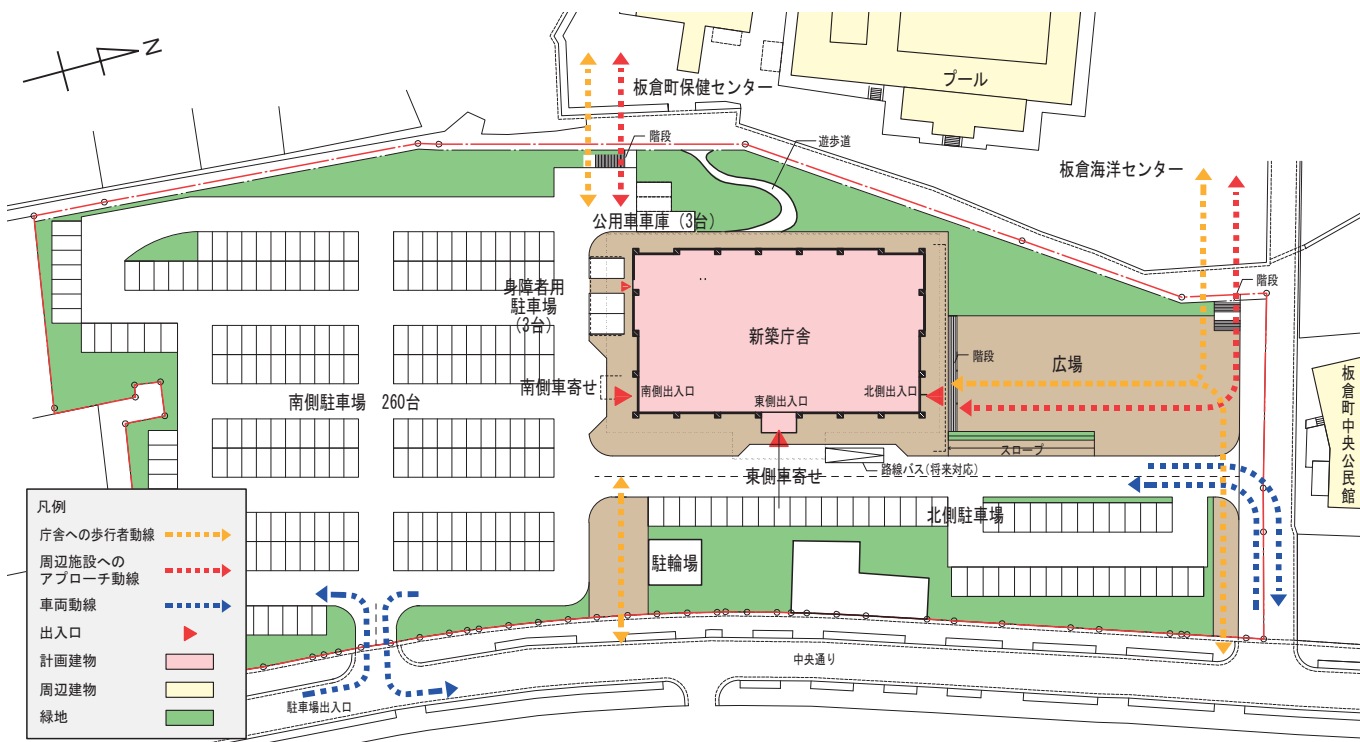 N
プール
板倉町保健センター
階段
遊歩道
板倉海洋センター
公用車車庫（3台）
階段
身障者用
駐車場
（3台）
新築庁舎
階段
広場
板倉町中央公民館
南側車寄せ
南側出入口
東側出入口
北側出入口
南側駐車場 260台
スロープ
路線バス(将来対応)
東側車寄せ
北側駐車場
駐輪場
中央通り
駐車場出入口
凡例
庁舎への歩行者動線
周辺施設への
アプローチ動線
車両動線
出入口
計画建物
周辺建物
緑地